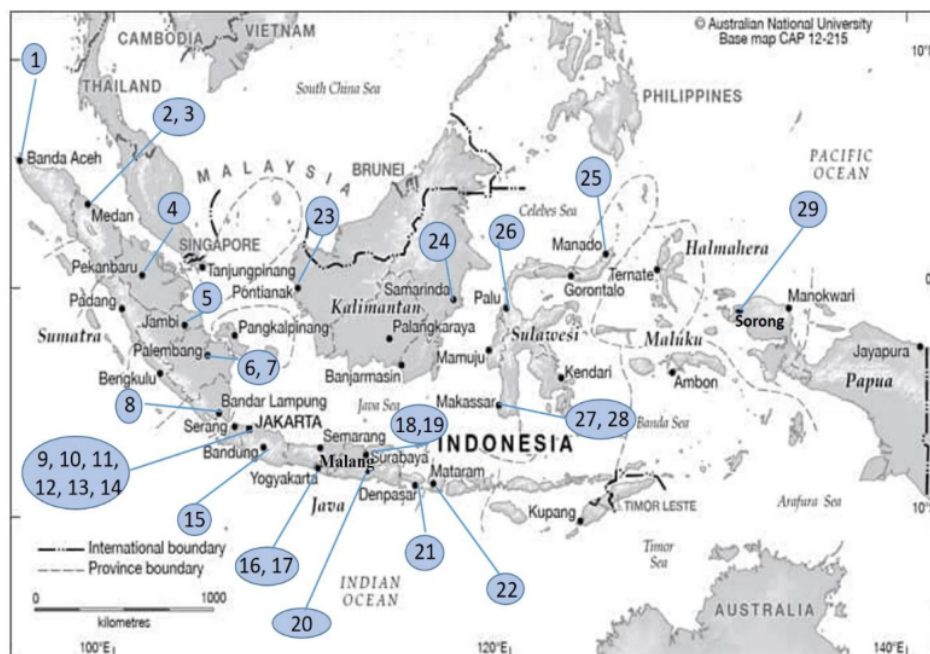 © Australian National University
Base map CAP 12-215
CAMBODIA
VIETNAM
10°
1
THAILAND
South China Sea
PHILIPPINES
2, 3
Banda Aceh
MALAYSIA
BRUNEI
PACIFIC
OCEAN
Medan
4
23
Celebes Sea
25
29
SINGAPORE
24
26
Manado
Halmahera
Pekanbaru
Tanjungpinang
Ternate
Gorontalo
Pontianak
Samarinda
Palu
Manokwari
Padang
5
Kalimantan
Sorong
Jambi
Pangkalpinang
Palangkaraya
Sulawesi
Maluku
Sumatra
Palembang
6, 7
Mamuju
Jayapura
Bengkulu
Banjarmasin
Kendari
Ambon
Papua
8
Bandar Lampung
Java Sea
Makassar
27, 28
Banda Sea
Serang
JAKARTA
18,19
9, 10, 11,
12, 13, 14
Bandung
Semarang
Surabaya
INDONESIA
Malang
Yogyakarta
Mataram
Java
Denpasar
TIMOR LESTE
Arafura Sea
10°S
15
Kupang
International boundary
Province boundary
16, 17
21
22
Timor
Sea
INDIAN
OCEAN
0
1000
kilometres
20
AUSTRALIA
100°E
120°E
140°E